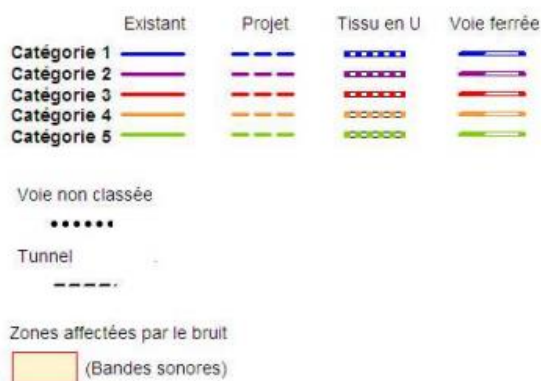 Existant Projet Tissu en U Voie ferrée
Catégorie 1
Catégorie 2
Catégorie 3
Catégorie 4
Catégorie 5
Voie non classée
Tunnel
Zones affectées par le bruit
(Bandes sonores)